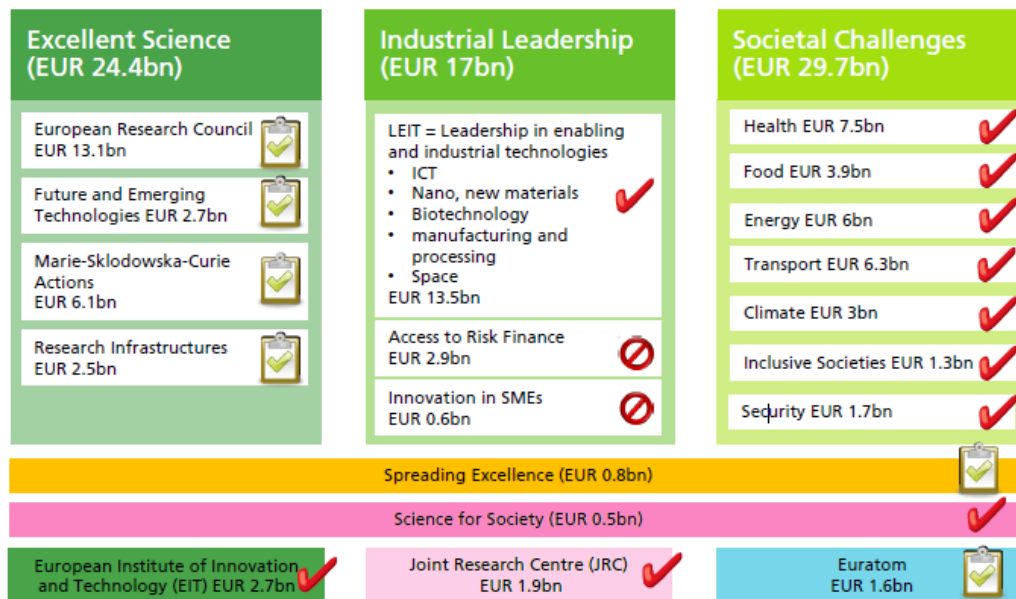 Excellent Science
(EUR 24.4bn)
European Research Council
EUR 13.1bn
Future and Emerging
Technologies EUR 2.7bn
Marie-Sklodowska-Curie
Actions
EUR 6.1bn
Research Infrastructures
EUR 2.5bn
Industrial Leadership
(EUR 17bn)
LEIT = Leadership in enabling
and industrial technologies
• ICT
• Nano, new materials
• Biotechnology
• manufacturing and
processing
• Space
EUR 13.5bn
Access to Risk Finance
EUR 2.9bn
Innovation in SMEs
EUR 0.6bn
Societal Challenges
(EUR 29.7bn)
Health EUR 7.5bn
Food EUR 3.9bn
Energy EUR 6bn
Transport EUR 6.3bn
Climate EUR 3bn
Inclusive Societies EUR 1.3bn
Security EUR 1.7bn
Spreading Excellence (EUR 0.8bn)
Science for Society (EUR 0.5bn)
European Institute of Innovation
and Technology (EIT) EUR 2.7bn
Joint Research Centre (JRC)
EUR 1.9bn
Euratom
EUR 1.6bn